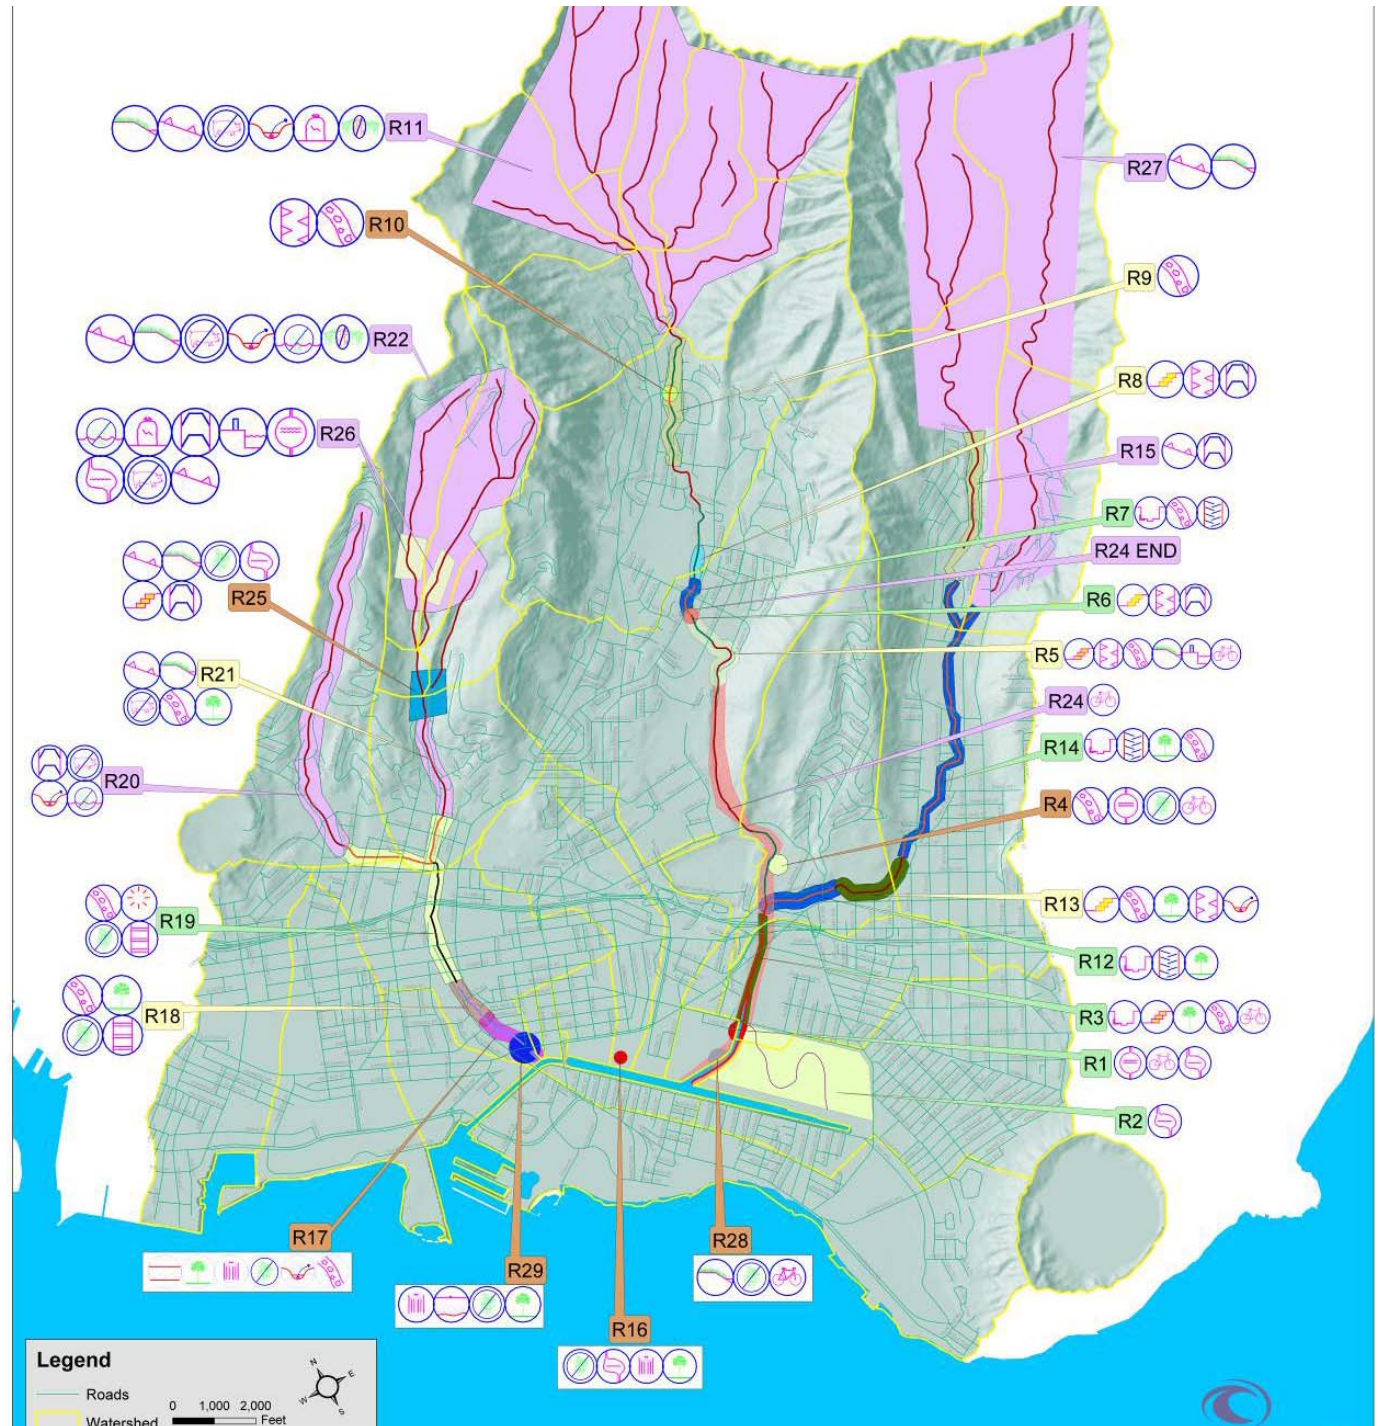 R11
R27
R10
R9
R22
R8
R26
R15
R7
R24 END
R25
R6
R5
R21
R24
R14
R20
R4
R19
R13
R12
R18
R3
R1
R2
R17
R28
R29
R16
Legend
Roads
Watershed
0 1,000 2,000
Feet
N
E
W
S